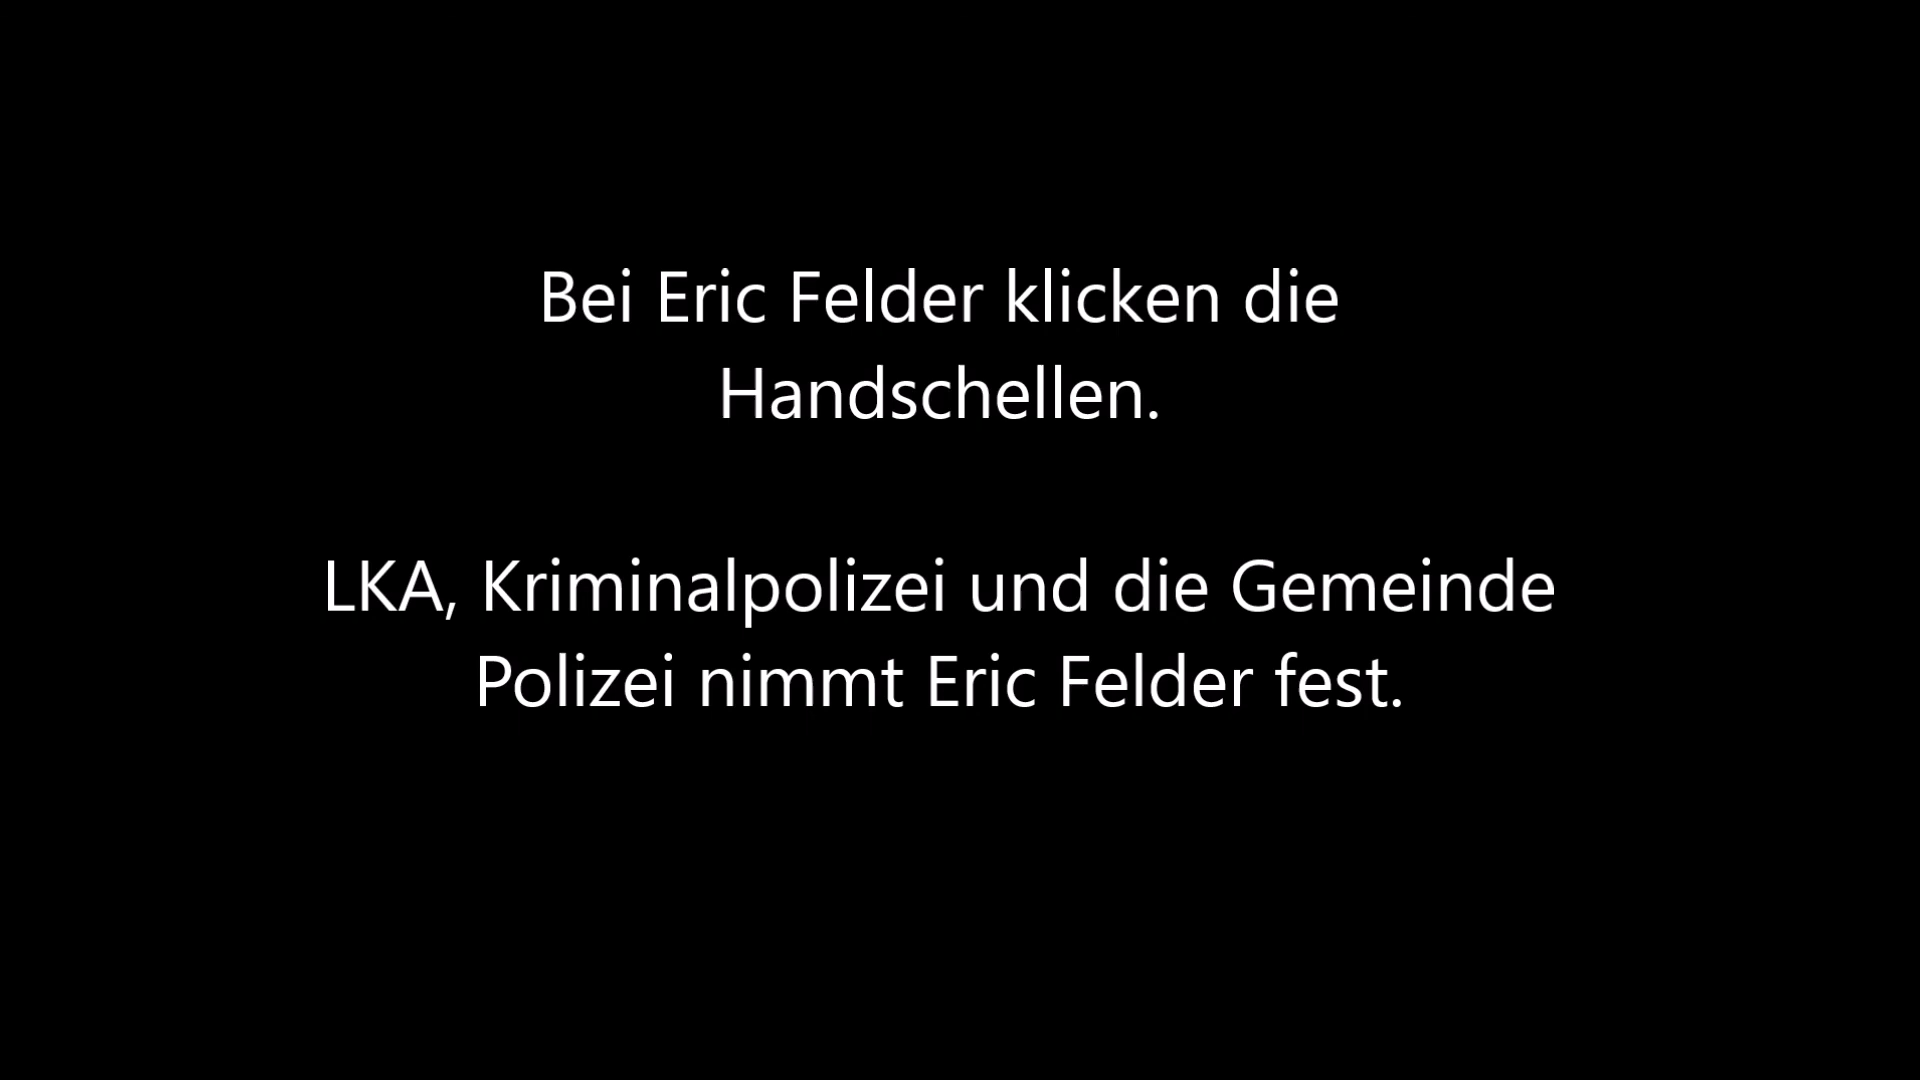 Bei Eric Felder klicken die
Handschellen.
LKA, Kriminalpolizei und die Gemeinde
Polizei nimmt Eric Felder fest.